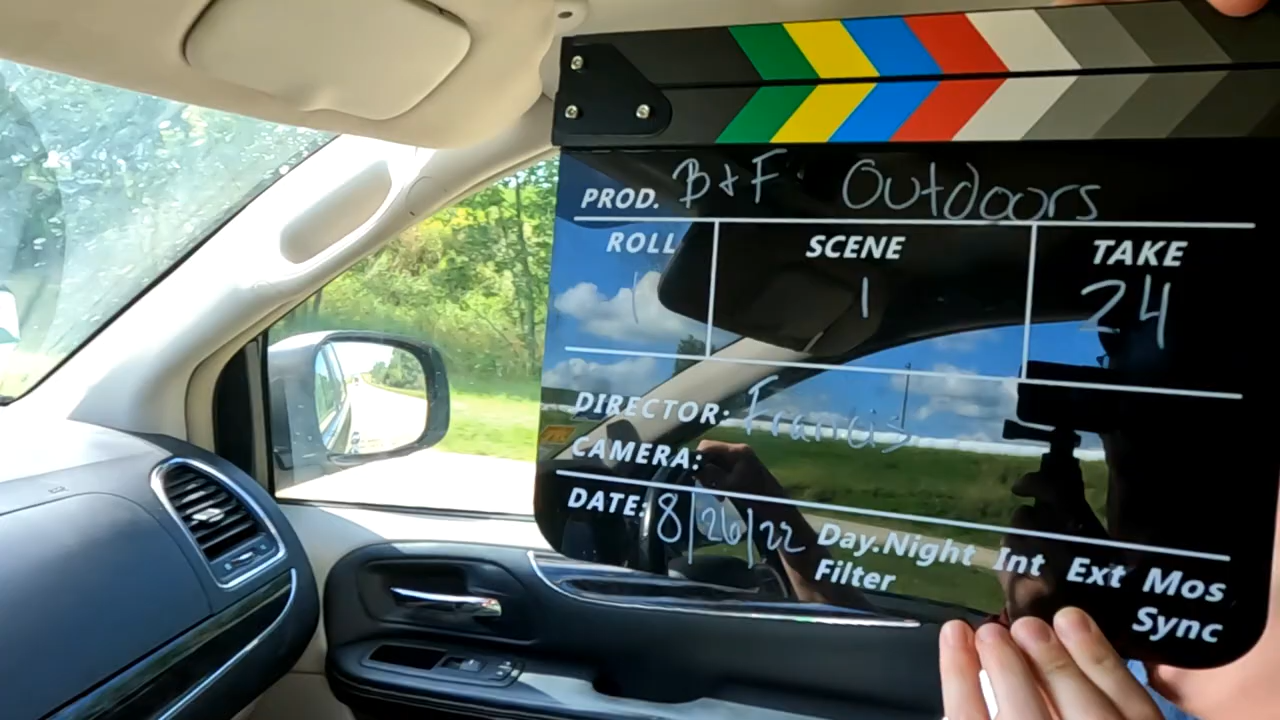 PROD. B+F Outdoors
ROLL SCENE TAKE
1 1 24
DIRECTOR: Francis
CAMERA:
DATE: 8/26/22 Day.Night Int Ext Mos
Filter Sync